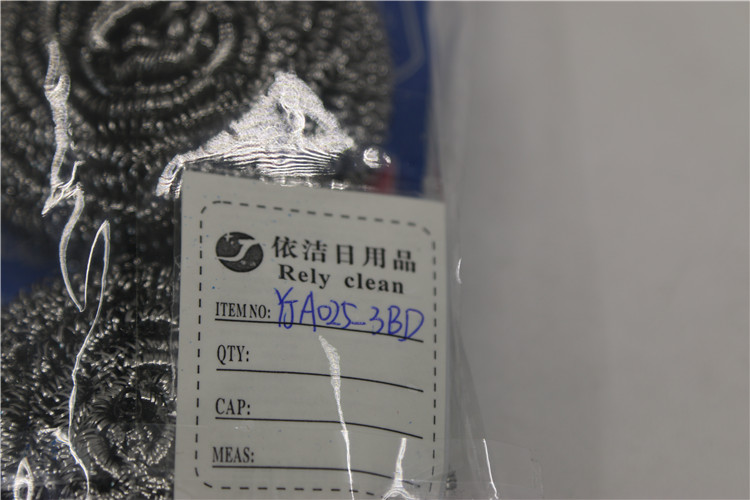 依洁日用品
Rely clean
ITEM NO: YJA025-3BD
QTY:
CAP:
MEAS: